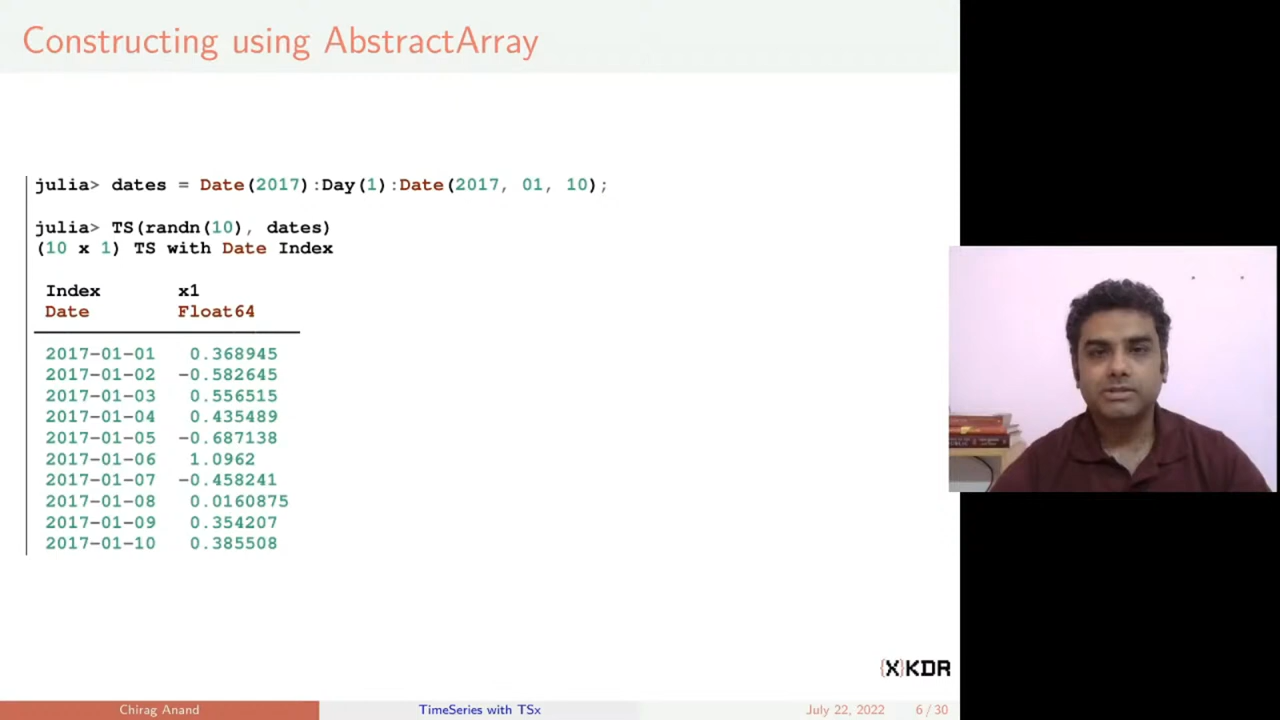 Constructing using AbstractArray
julia> dates = Date(2017):Day(1):Date(2017, 01, 10);
julia> TS(randn(10), dates)
(10 x 1) TS with Date Index
Index x1
Date Float64
2017-01-01 0.368945
2017-01-02 -0.582645
2017-01-03 0.556515
2017-01-04 0.435489
2017-01-05 -0.687138
2017-01-06 1.0962
2017-01-07 -0.458241
2017-01-08 0.0160875
2017-01-09 0.354207
2017-01-10 0.385508
{X}KDR
Chirag Anand TimeSeries with TSx July 22, 2022 6 / 30